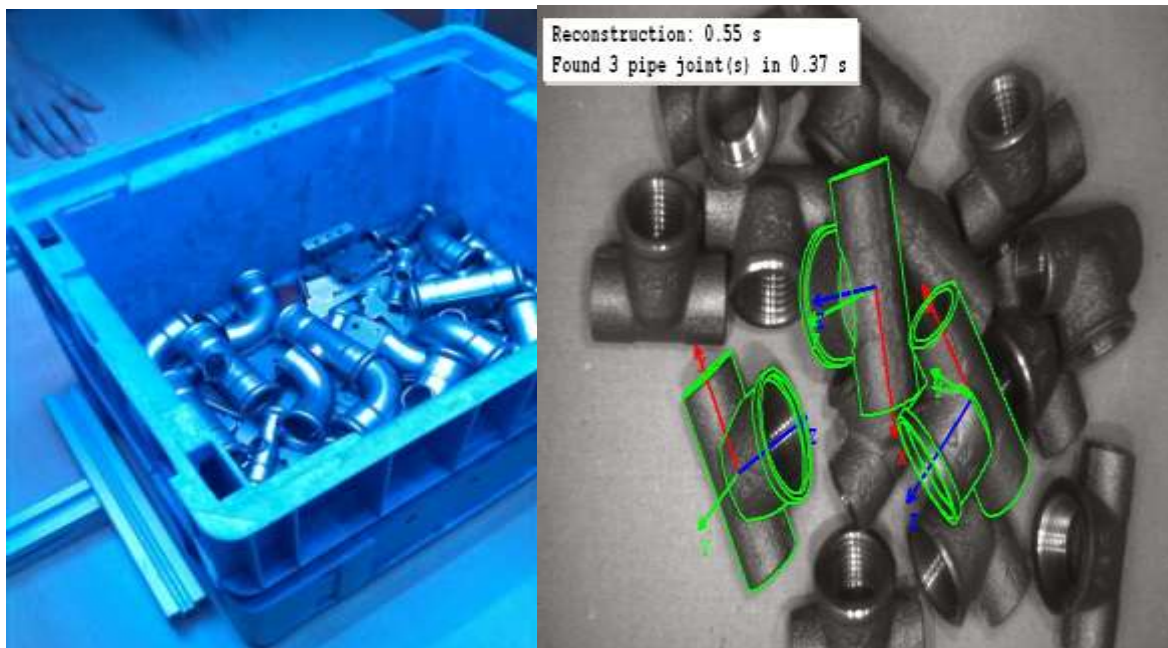 Reconstruction: 0.55 s
Found 3 pipe joint(s) in 0.37 s